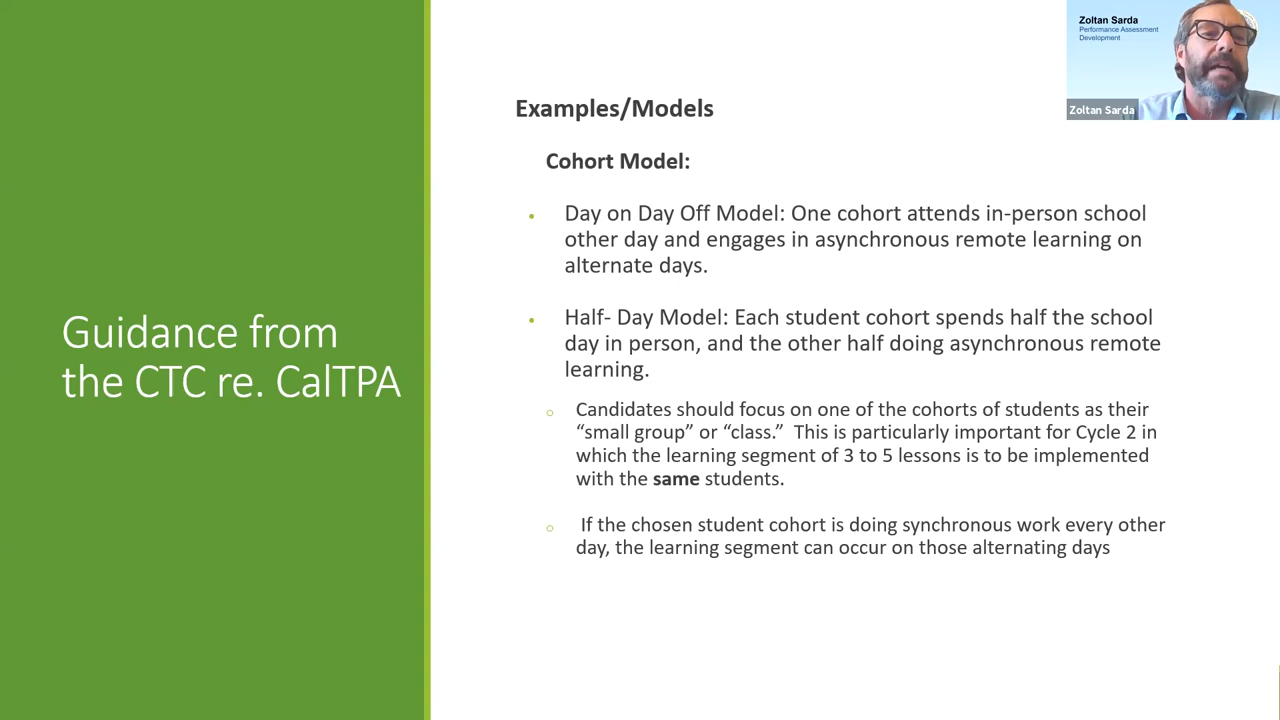 Zoltan Sarda
Performance Assessment
Development
Zoltan Sarda
Guidance from
the CTC re. CalTPA
Examples/Models
Cohort Model:
• Day on Day Off Model: One cohort attends in-person school
other day and engages in asynchronous remote learning on
alternate days.
• Half- Day Model: Each student cohort spends half the school
day in person, and the other half doing asynchronous remote
learning.
o Candidates should focus on one of the cohorts of students as their
“small group” or “class.”  This is particularly important for Cycle 2 in
which the learning segment of 3 to 5 lessons is to be implemented
with the same students.
o If the chosen student cohort is doing synchronous work every other
day, the learning segment can occur on those alternating days